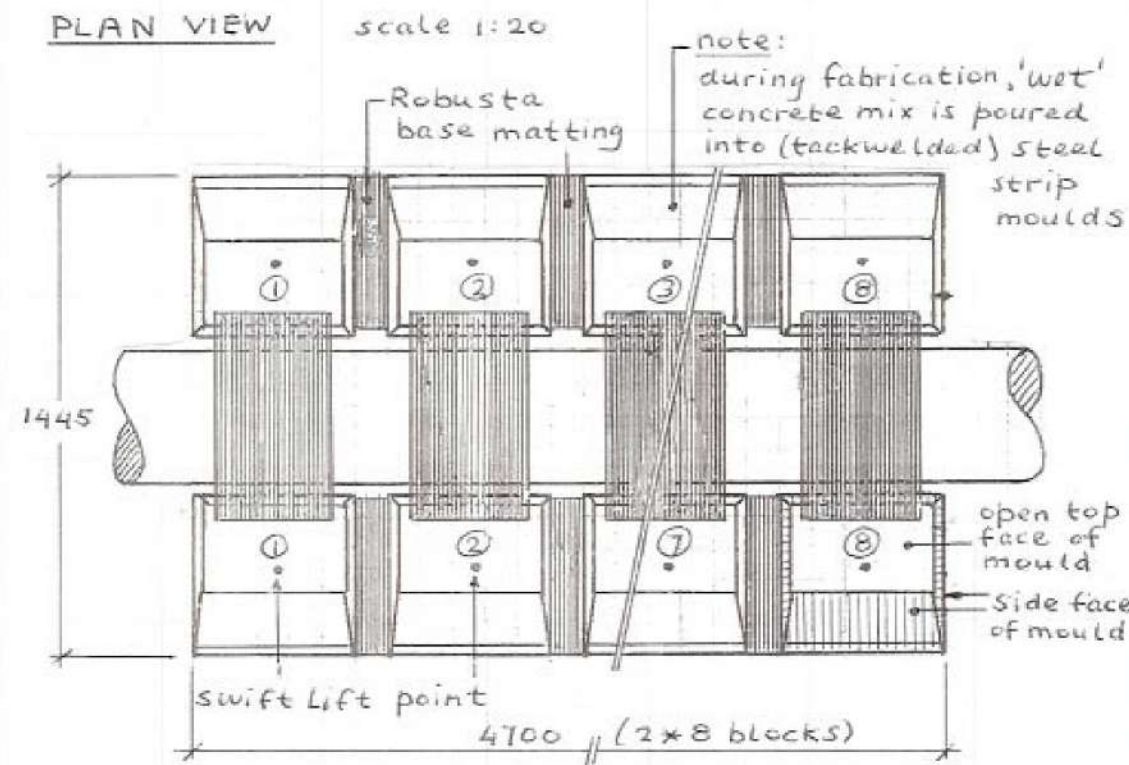 PLAN VIEW scale 1:20
note:
during fabrication, 'wet'
concrete mix is poured
into (tackwelded) steel
strip
moulds
Robusta
base matting
1 2 3 8
1445
1 2 7 8
open top
face of
mould
side face
of mould
swift Lift point
4700 (2*8 blocks)